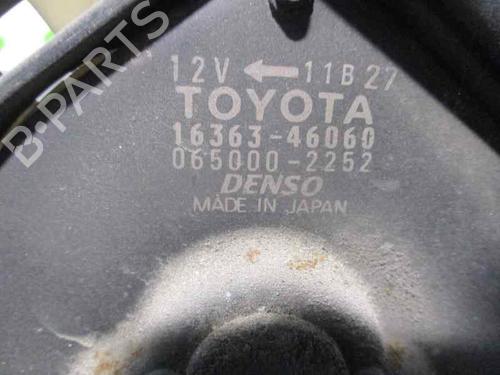 12V ← 11B27
TOYOTA
16363-46060
065000-2252
DENSO
MADE IN JAPAN
B-PARTS